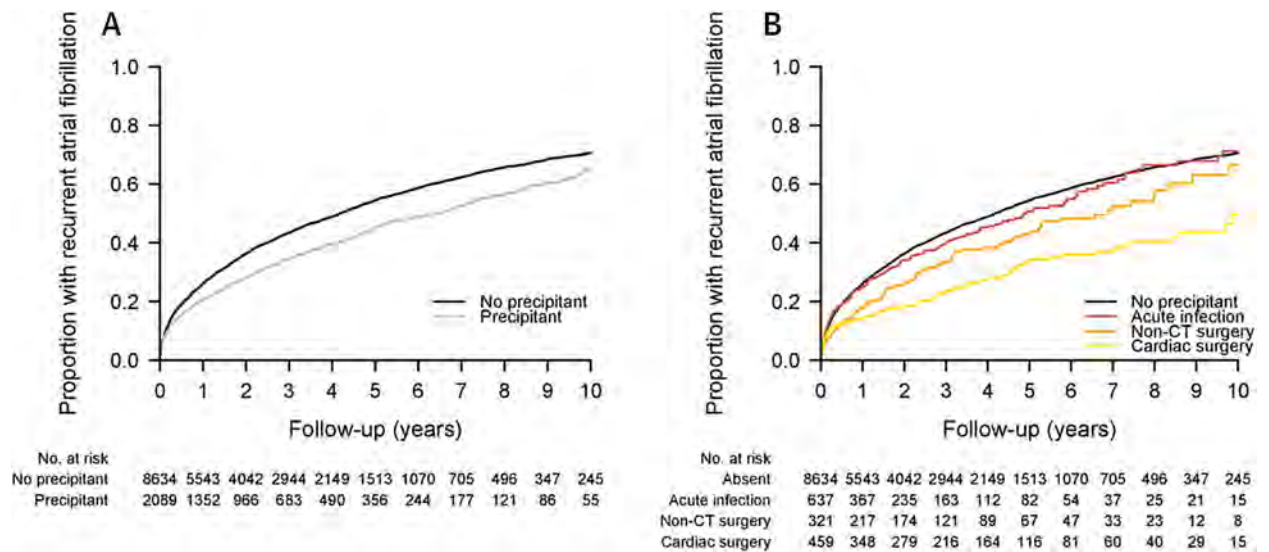 A
Proportion with recurrent atrial fibrillation
1.0
0.8
0.6
0.4
0.2
0.0
No precipitant
Precipitant
0 1 2 3 4 5 6 7 8 9 10
Follow-up (years)
No. at risk
No precipitant 8634 5543 4042 2944 2149 1513 1070 705 496 347 245
Precipitant 2089 1352 966 683 490 356 244 177 121 86 55
B
Proportion with recurrent atrial fibrillation
1.0
0.8
0.6
0.4
0.2
0.0
No precipitant
Acute infection
Non-CT surgery
Cardiac surgery
0 1 2 3 4 5 6 7 8 9 10
Follow-up (years)
No. at risk
Absent 8634 5543 4042 2944 2149 1513 1070 705 496 347 245
Acute infection 637 367 235 163 112 82 54 37 25 21 15
Non-CT surgery 321 217 174 121 89 67 47 33 23 12 8
Cardiac surgery 459 348 279 216 164 116 81 60 40 29 15